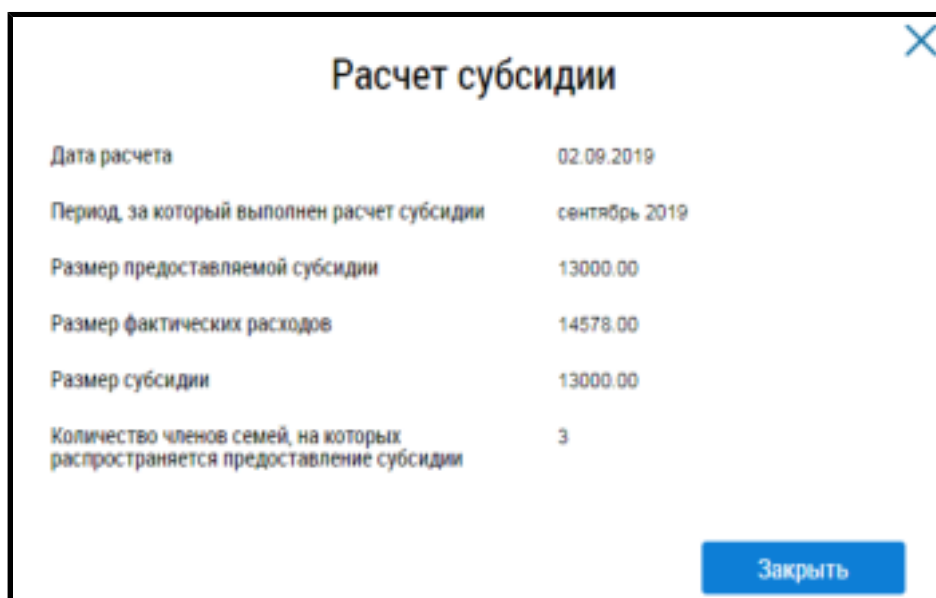 Расчет субсидии
Дата расчета 02.09.2019
Период, за который выполнен расчет субсидии сентябрь 2019
Размер предоставляемой субсидии 13000.00
Размер фактических расходов 14578.00
Размер субсидии 13000.00
Количество членов семей, на которых 3
распространяется предоставление субсидии
Закрыть